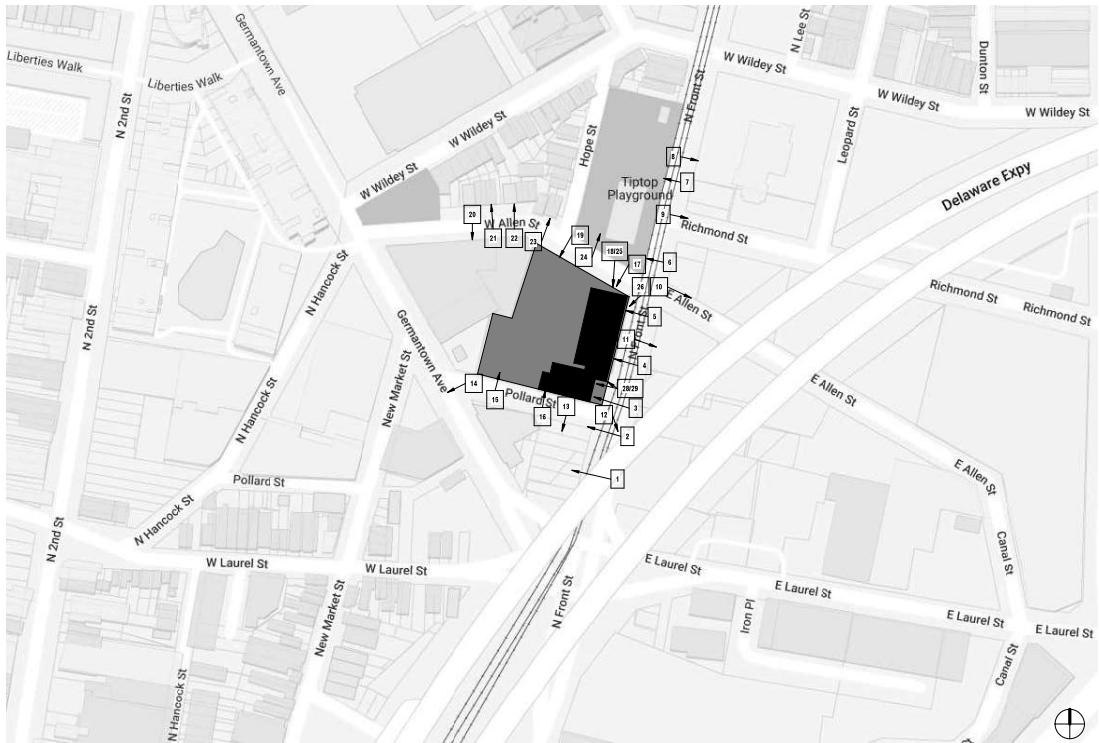 Liberties Walk
Liberties Walk
Germantown Ave
N 2nd St
W Wildey St
W Wildey St
Hope St
N Front St
N Lee St
Dunton St
W Wildey St
W Wildey St
W Wildey St
Leopard St
Delaware Expy
Tiptop
Playground
8
7
9
Richmond St
Richmond St
Richmond St
20
21
22
W Allen St
23
19
24
18/25
17
6
26
10
E Allen St
5
N Front St
11
4
28/29
3
12
2
1
N Hancock St
N 2nd St
Germantown Ave
New Market St
14
15
Pollard St
16
13
E Allen St
E Allen St
Canal St
N Hancock St
Pollard St
N Hancock St
N 2nd St
W Laurel St
W Laurel St
New Market St
N Front St
E Laurel St
E Laurel St
E Laurel St
E Laurel St
Iron Pl
Canal St
N Hancock St